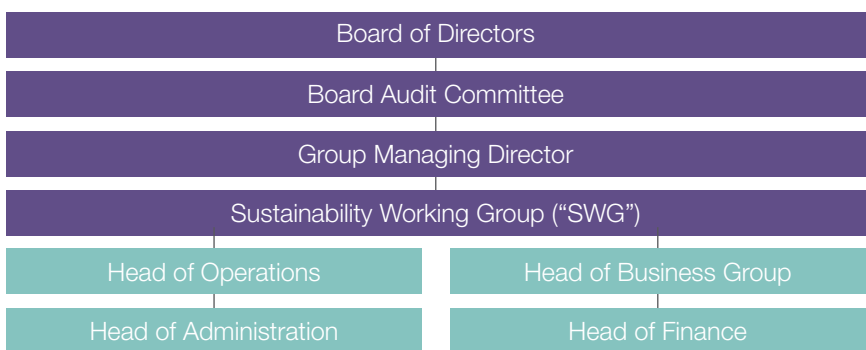 Board of Directors
Board Audit Committee
Group Managing Director
Sustainability Working Group (“SWG”)
Head of Operations
Head of Business Group
Head of Administration
Head of Finance